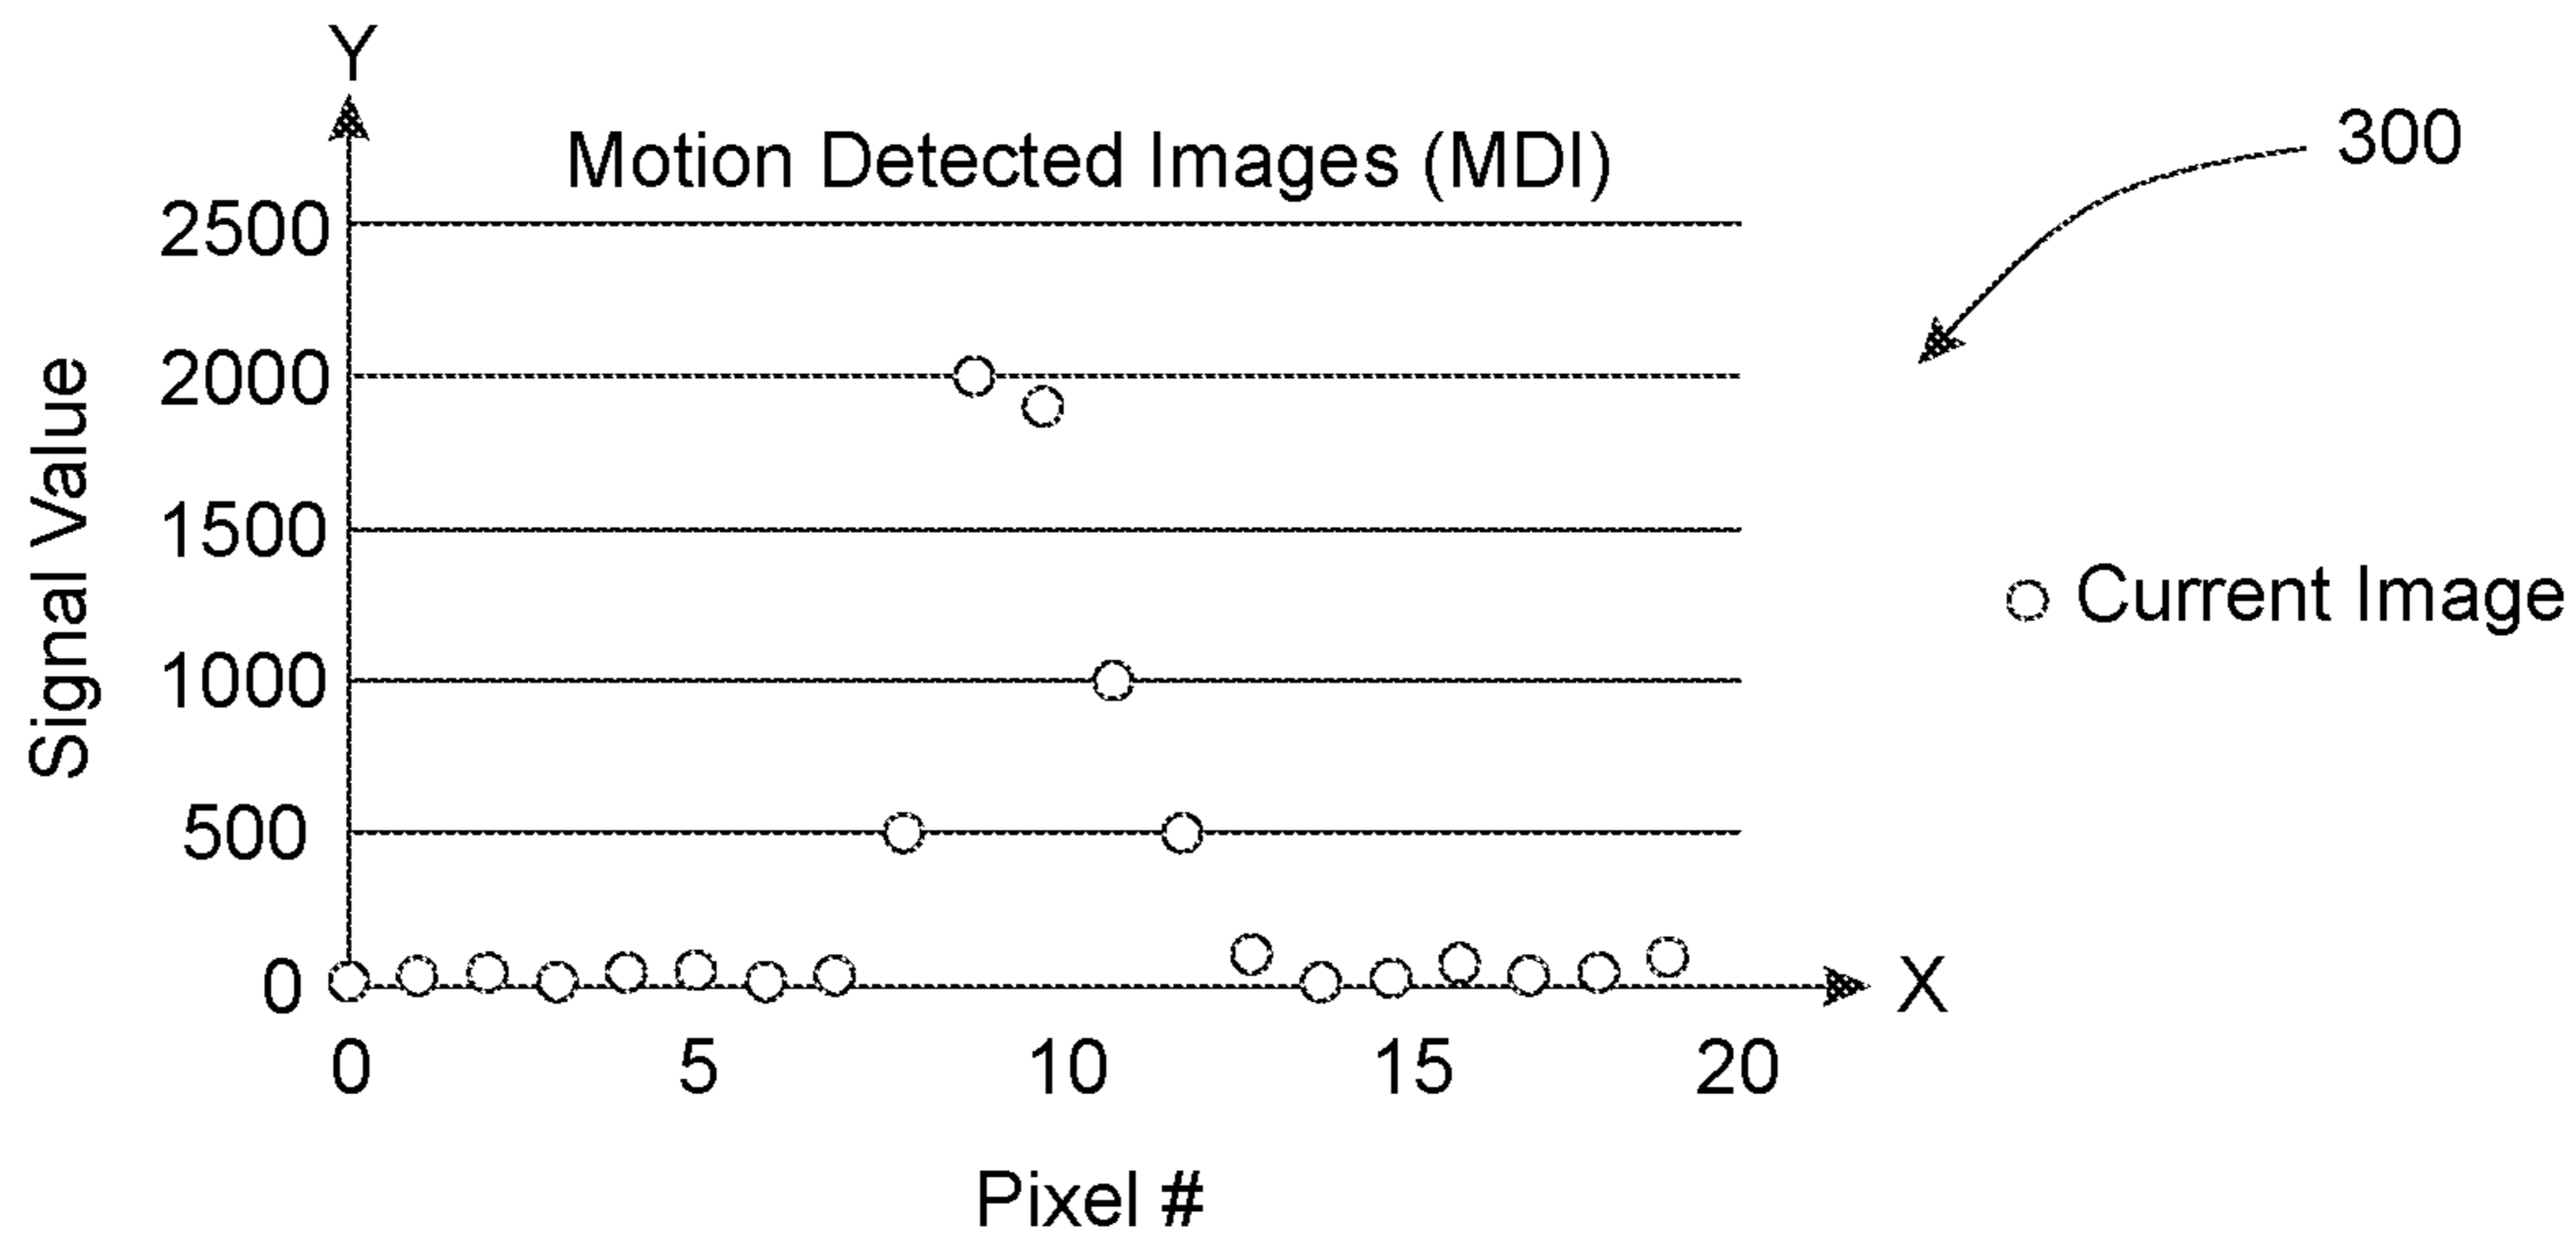 Y
Motion Detected Images (MDI)
300
2500
2000
1500
1000
500
0
Signal Value
Current Image
X
0 5 10 15 20
Pixel #